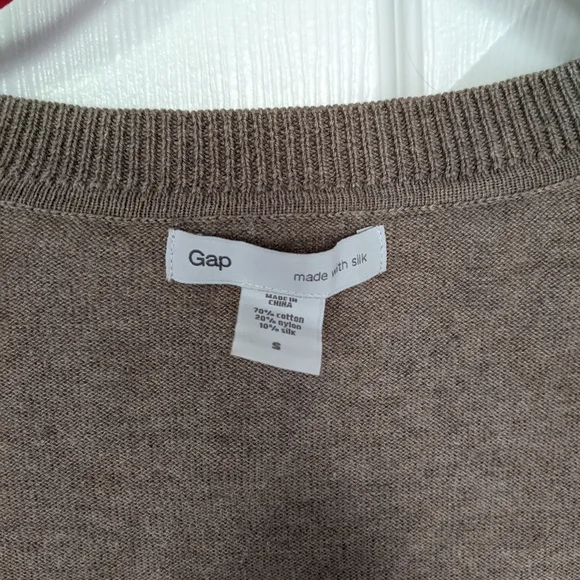 Gap made with silk
MADE IN
CHINA
70% cotton
20% nylon
10% silk
S